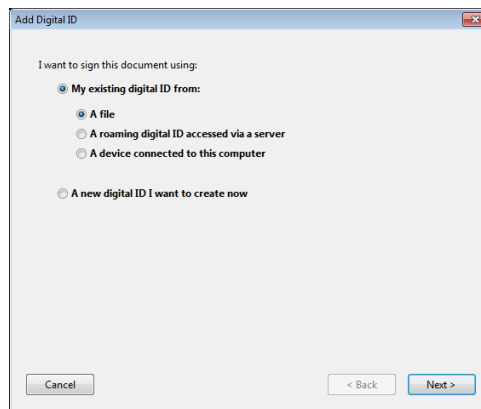 Add Digital ID
I want to sign this document using:
My existing digital ID from:
A file
A roaming digital ID accessed via a server
A device connected to this computer
A new digital ID I want to create now
Cancel
< Back
Next >